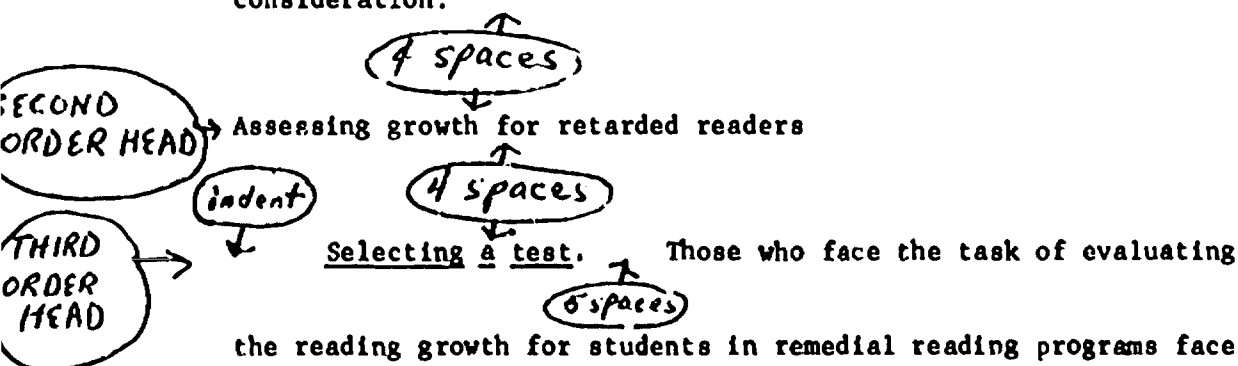 consideration.
4 spaces
SECOND
ORDER HEAD
Assessing growth for retarded readers
indent
4 spaces
THIRD
ORDER
HEAD
Selecting a test. Those who face the task of evaluating
5 spaces
the reading growth for students in remedial reading programs face